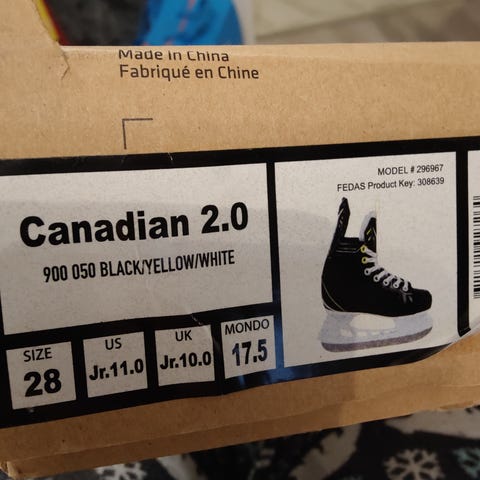 Made in China
Fabriqué en Chine
MODEL # 296967
FEDAS Product Key: 308639
Canadian 2.0
900 050 BLACK/YELLOW/WHITE
SIZE
28
US
Jr.11.0
UK
Jr.10.0
MONDO
17.5